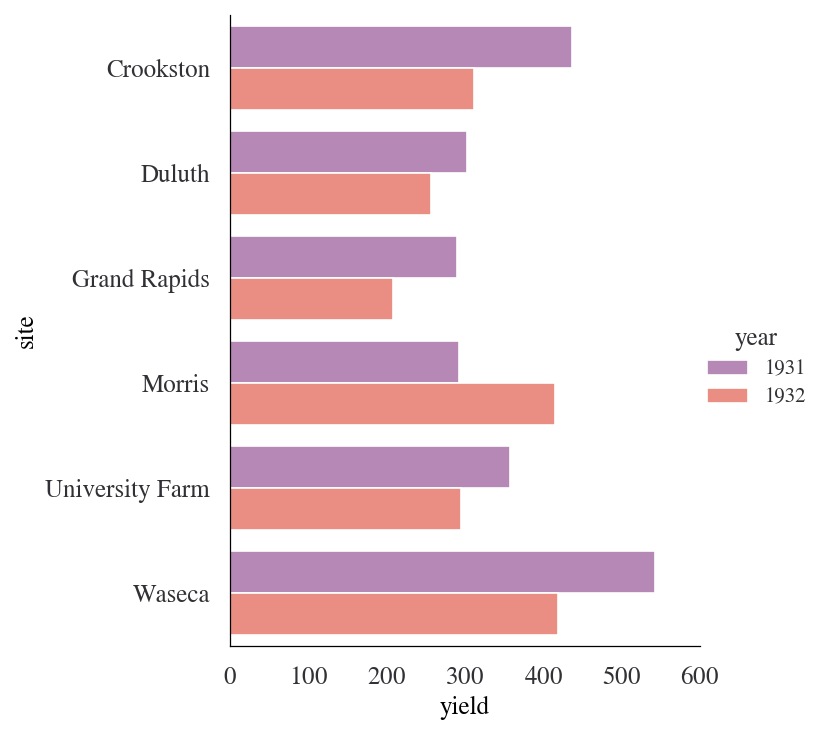 Crookston
Duluth
Grand Rapids
Morris
University Farm
Waseca
site
0 100 200 300 400 500 600
yield
year
1931
1932